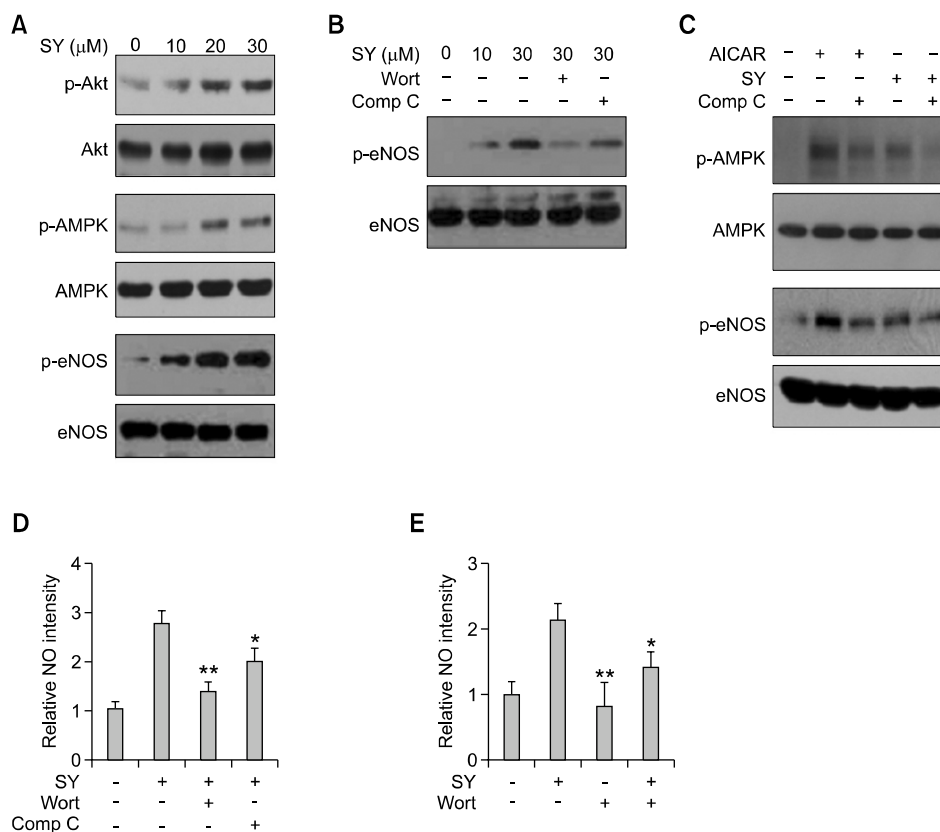 A
SY (μM) 0 10 20 30
p-Akt
Akt
p-AMPK
AMPK
p-eNOS
eNOS
B
SY (μM) 0 10 30 30 30
Wort - - - + -
Comp C - - - - +
p-eNOS
eNOS
C
AICAR - + + - -
SY - - - + +
Comp C - - + - +
p-AMPK
AMPK
p-eNOS
eNOS
D
Relative NO intensity
4
3
2
1
0
** *
SY - + + +
Wort - - + -
Comp C - - - +
E
Relative NO intensity
3
2
1
0
** *
SY - + - +
Wort - - + +